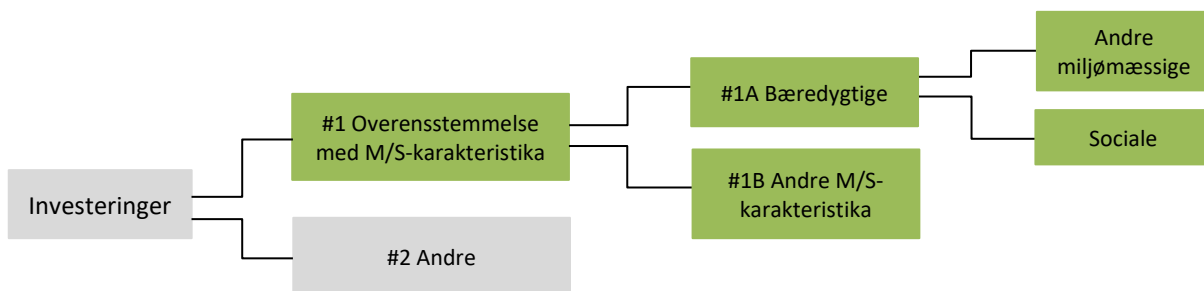 Investeringer
#1 Overensstemmelse
med M/S-karakteristika
#2 Andre
#1A Bæredygtige
#1B Andre M/S-
karakteristika
Andre
miljømæssige
Sociale